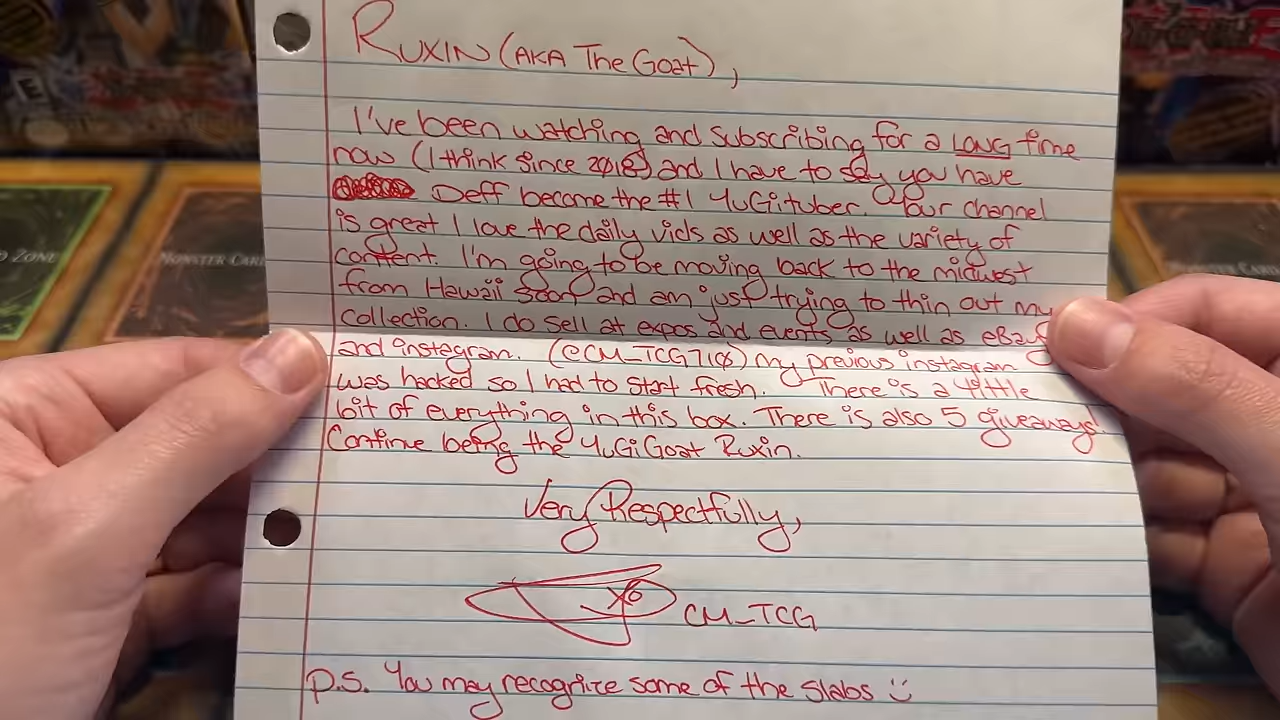 Ruxin (AKA The Goat),
I've been watching and subscribing for a LONG time
now (I think since 2018) and I have to say you have
Deff become the #1 YuGituber. Your channel
is great I love the daily vids as well as the variety of
content. I'm going to be moving back to the midwest
from Hawaii soon and am just trying to thin out my
collection. I do sell at expos and events as well as eBay
and instagram. (@CM_TCG710) my previous instagram
was hacked so I had to start fresh. There is a little
bit of everything in this box. There is also 5 giveaways!
Continue being the YuGiGoat Ruxin.
Very Respectfully,
CM_TCG
P.S. You may recognize some of the slabs
D ZONE
MONSTER CARD
E